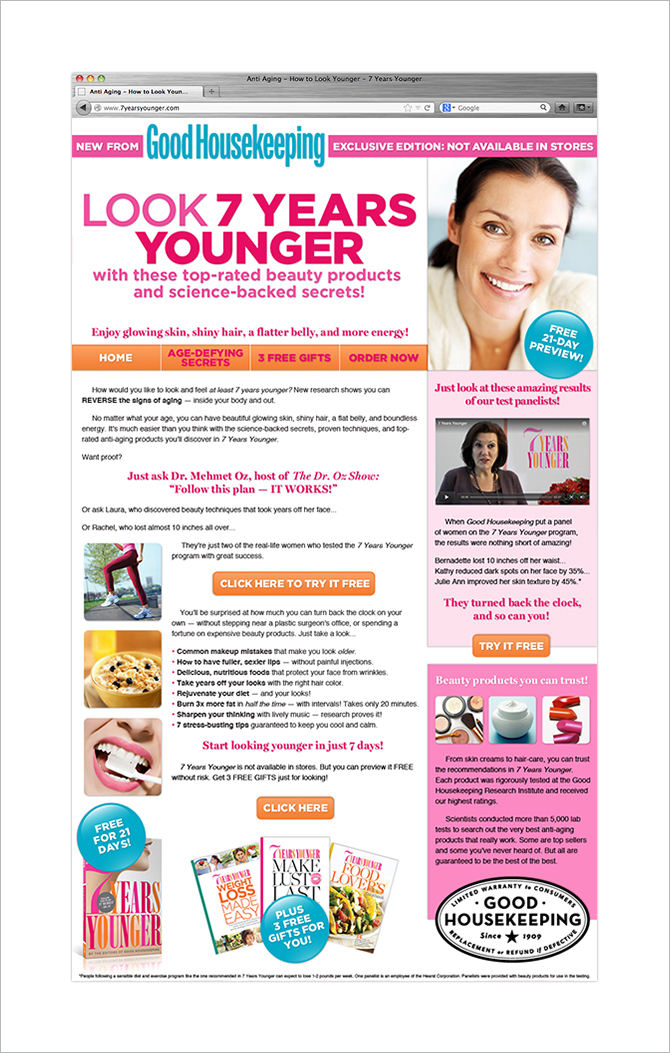 Anti Aging – How to Look Younger – 7 Years Younger
Anti Aging – How to Look Youn...
www.7yearsyounger.com
Google
NEW FROM Good Housekeeping EXCLUSIVE EDITION: NOT AVAILABLE IN STORES
LOOK 7 YEARS
YOUNGER
with these top-rated beauty products
and science-backed secrets!
Enjoy glowing skin, shiny hair, a flatter belly, and more energy!
FREE
21-DAY
PREVIEW!
HOME
AGE-DEFYING
SECRETS
3 FREE GIFTS
ORDER NOW
How would you like to look and feel at least 7 years younger? New research shows you can
REVERSE the signs of aging — inside your body and out.
No matter what your age, you can have beautiful glowing skin, shiny hair, a flat belly, and boundless
energy. It's much easier than you think with the science-backed secrets, proven techniques, and top-
rated anti-aging products you'll discover in 7 Years Younger.
Want proof?
Just ask Dr. Mehmet Oz, host of The Dr. Oz Show:
“Follow this plan — IT WORKS!”
Or ask Laura, who discovered beauty techniques that took years off her face...
Or Rachel, who lost almost 10 inches all over...
They're just two of the real-life women who tested the 7 Years Younger
program with great success.
CLICK HERE TO TRY IT FREE
You'll be surprised at how much you can turn back the clock on your
own — without stepping near a plastic surgeon's office, or spending a
fortune on expensive beauty products. Just take a look...
• Common makeup mistakes that make you look older.
• How to have fuller, sexier lips — without painful injections.
• Delicious, nutritious foods that protect your face from wrinkles.
• Take years off your looks with the right hair color.
• Rejuvenate your diet — and your looks!
• Burn 3x more fat in half the time — with intervals! Takes only 20 minutes.
• Sharpen your thinking with lively music — research proves it!
• 7 stress-busting tips guaranteed to keep you cool and calm.
Start looking younger in just 7 days!
7 Years Younger is not available in stores. But you can preview it FREE
without risk. Get 3 FREE GIFTS just for looking!
CLICK HERE
FREE
FOR 21
DAYS!
7 YEARS
YOUNGER
BY THE EDITORS OF GOOD HOUSEKEEPING
7 YEARS YOUNGER
WEIGHT
LOSS
MADE
EASY
7 YEARS YOUNGER
MAKE
LUST
LAST
7 YEARS YOUNGER
FOOD
LOVER'S
PLUS
3 FREE
GIFTS FOR
YOU!
Just look at these amazing results
of our test panelists!
7 Years Younger
7 YEARS
YOUNGER
When Good Housekeeping put a panel
of women on the 7 Years Younger program,
the results were nothing short of amazing!
Bernadette lost 10 inches off her waist...
Kathy reduced dark spots on her face by 35%...
Julie Ann improved her skin texture by 45%.*
They turned back the clock,
and so can you!
TRY IT FREE
Beauty products you can trust!
From skin creams to hair-care, you can trust
the recommendations in 7 Years Younger.
Each product was rigorously tested at the Good
Housekeeping Research Institute and received
our highest ratings.
Scientists conducted more than 5,000 lab
tests to search out the very best anti-aging
products that really work. Some are top sellers
and some you've never heard of. But all are
guaranteed to be the best of the best.
LIMITED WARRANTY to CONSUMERS
• GOOD •
HOUSEKEEPING
Since ★ 1909
REPLACEMENT or REFUND if DEFECTIVE
*People following a sensible diet and exercise program like the one recommended in 7 Years Younger can expect to lose 1-2 pounds per week. One panelist is an employee of the Hearst Corporation. Panelists were provided with beauty products for use in the testing.